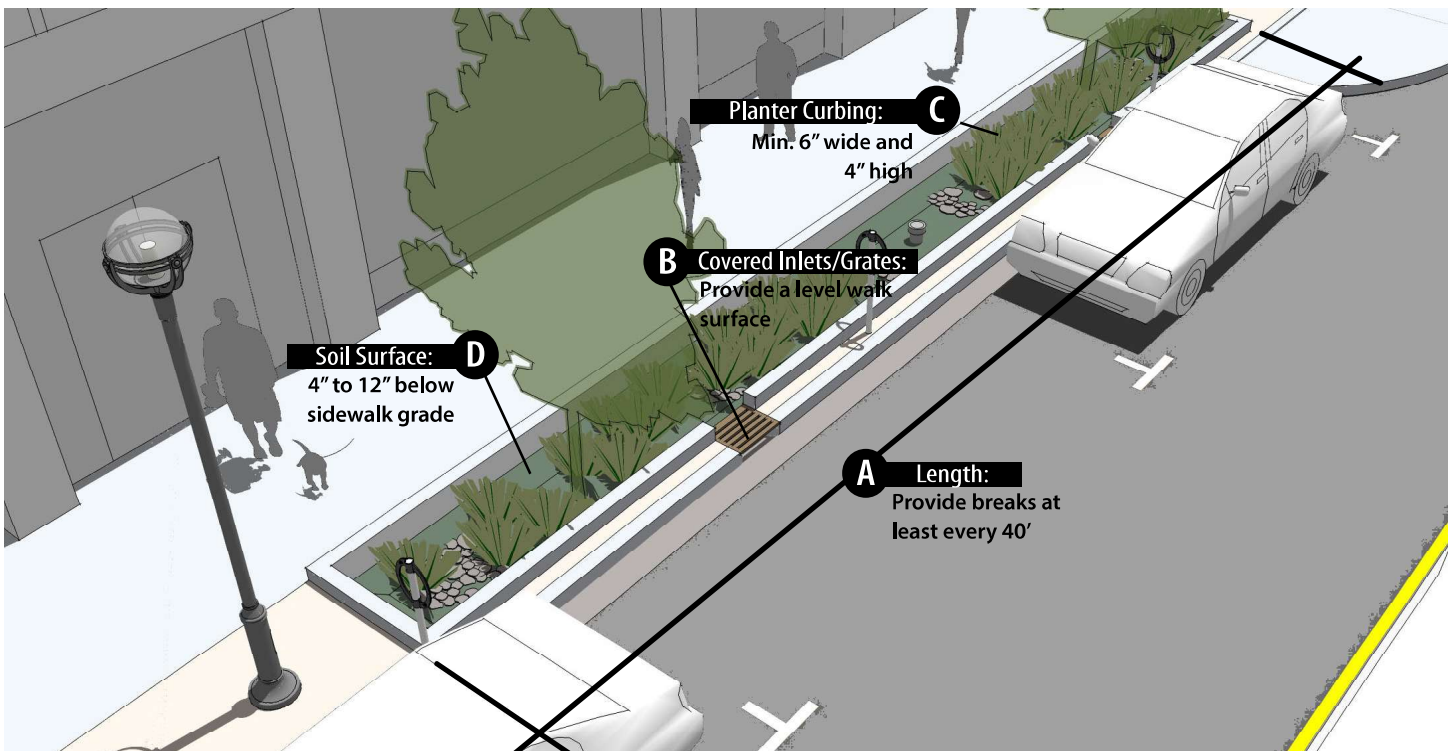 C
Planter Curbing:
Min. 6” wide and
4” high
B
Covered Inlets/Grates:
Provide a level walk
surface
D
Soil Surface:
4” to 12” below
sidewalk grade
A
Length:
Provide breaks at
least every 40’